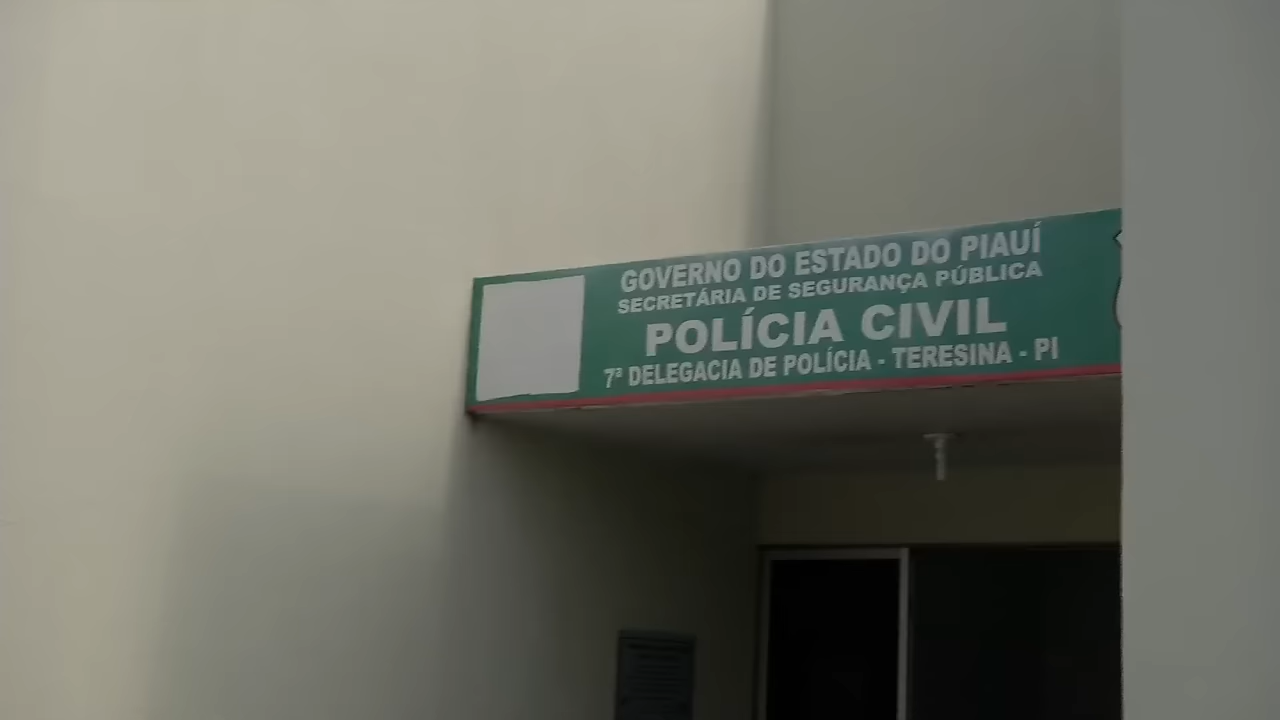 GOVERNO DO ESTADO DO PIAUÍ
SECRETÁRIA DE SEGURANÇA PÚBLICA
POLÍCIA CIVIL
7ª DELEGACIA DE POLÍCIA - TERESINA - PI